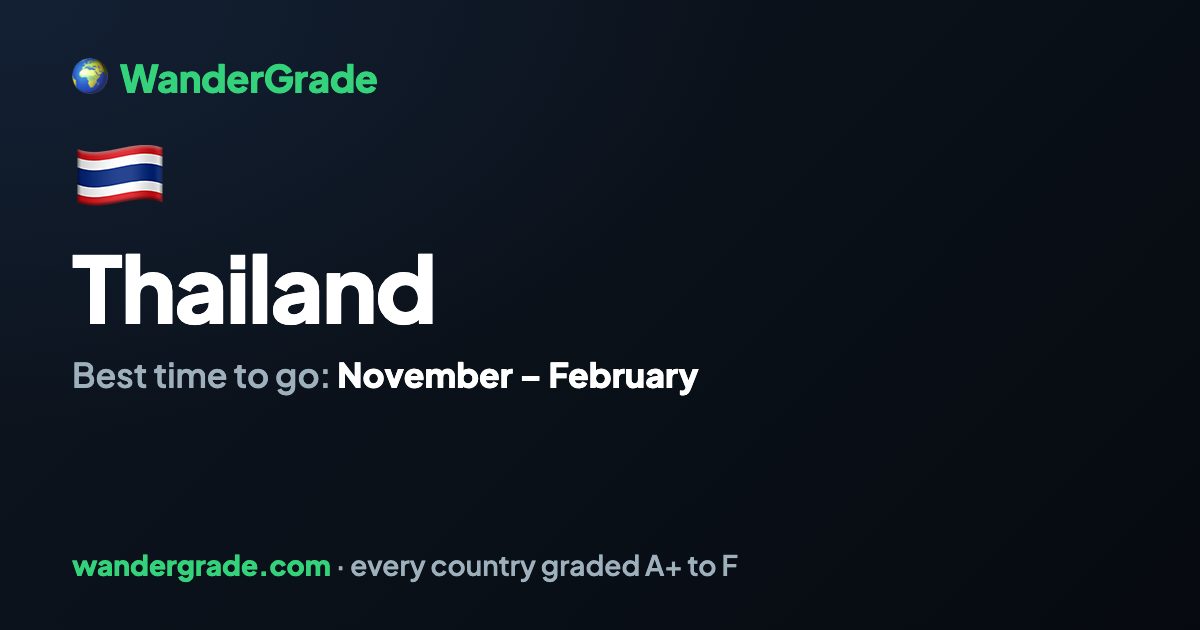 WanderGrade
Thailand
Best time to go: November – February
wandergrade.com · every country graded A+ to F